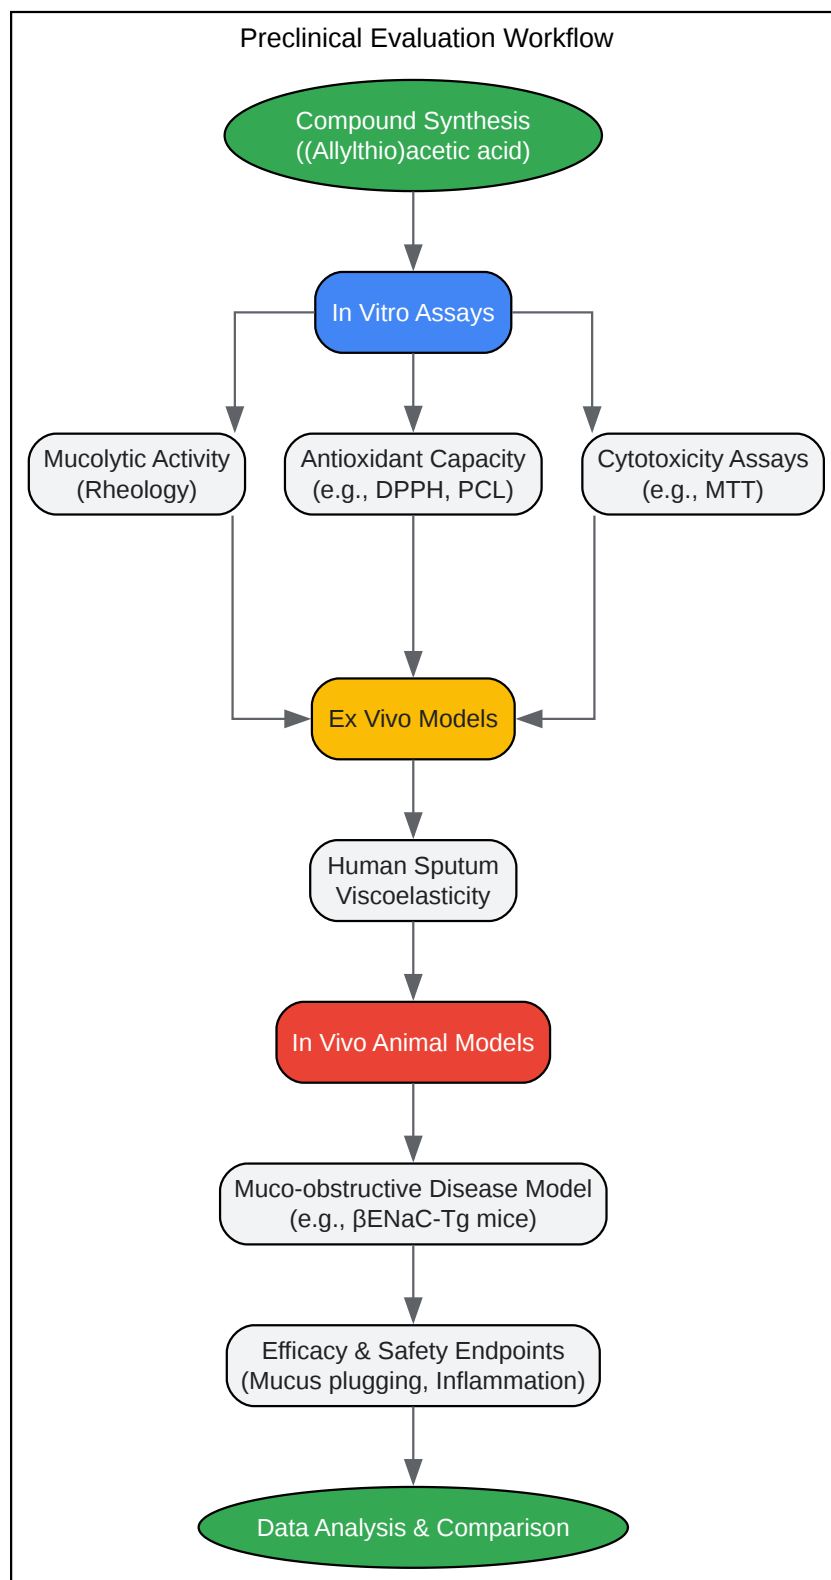 Preclinical Evaluation Workflow
Compound Synthesis
((Allylthio)acetic acid)
In Vitro Assays
Mucolytic Activity
(Rheology)
Antioxidant Capacity
(e.g., DPPH, PCL)
Cytotoxicity Assays
(e.g., MTT)
Ex Vivo Models
Human Sputum
Viscoelasticity
In Vivo Animal Models
Muco-obstructive Disease Model
(e.g., βENaC-Tg mice)
Efficacy & Safety Endpoints
(Mucus plugging, Inflammation)
Data Analysis & Comparison